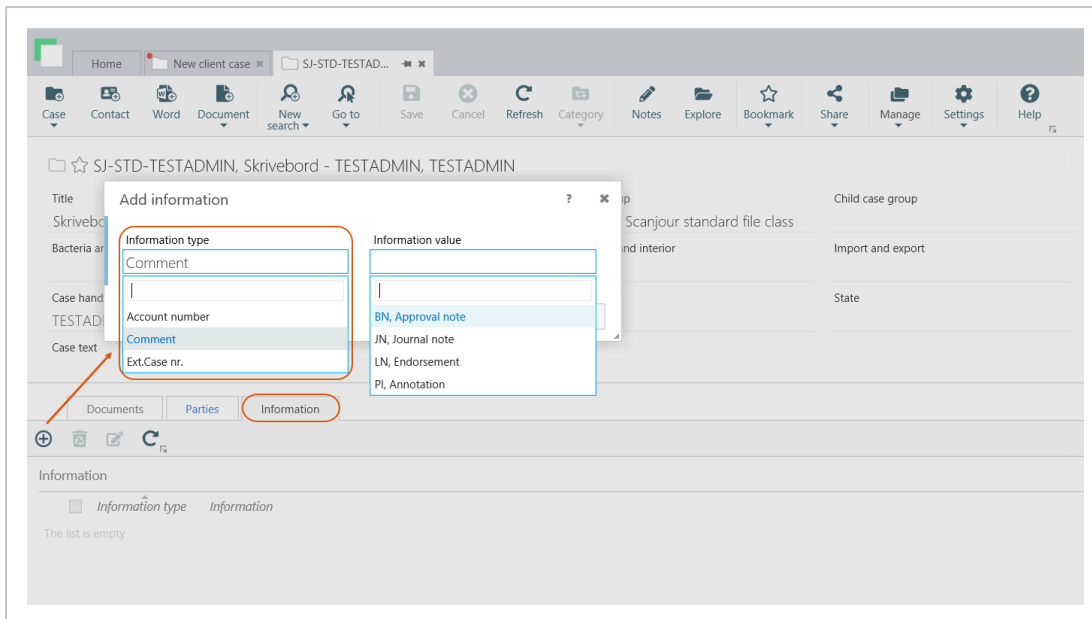 Home New client case SJ-STD-TESTAD...
Case Contact Word Document New search Go to Save Cancel Refresh Category Notes Explore Bookmark Share Manage Settings Help
SJ-STD-TESTADMIN, Skrivebord - TESTADMIN, TESTADMIN
Add information ?
Title Child case group
Skriveb Scanjour standard file class
Information type Information value
Bacteria and interior Import and export
Comment
Case hand State
Account number BN, Approval note
TESTAD
Comment JN, Journal note
Case text
Ext.Case nr. LN, Endorsement
PI, Annotation
Documents Parties Information
Information
Information type Information
The list is empty